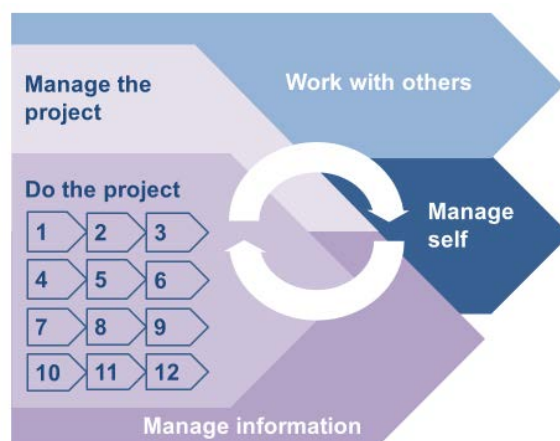 Manage the
project
Work with others
Do the project
Manage
self
1 2 3
4 5 6
7 8 9
10 11 12
Manage information